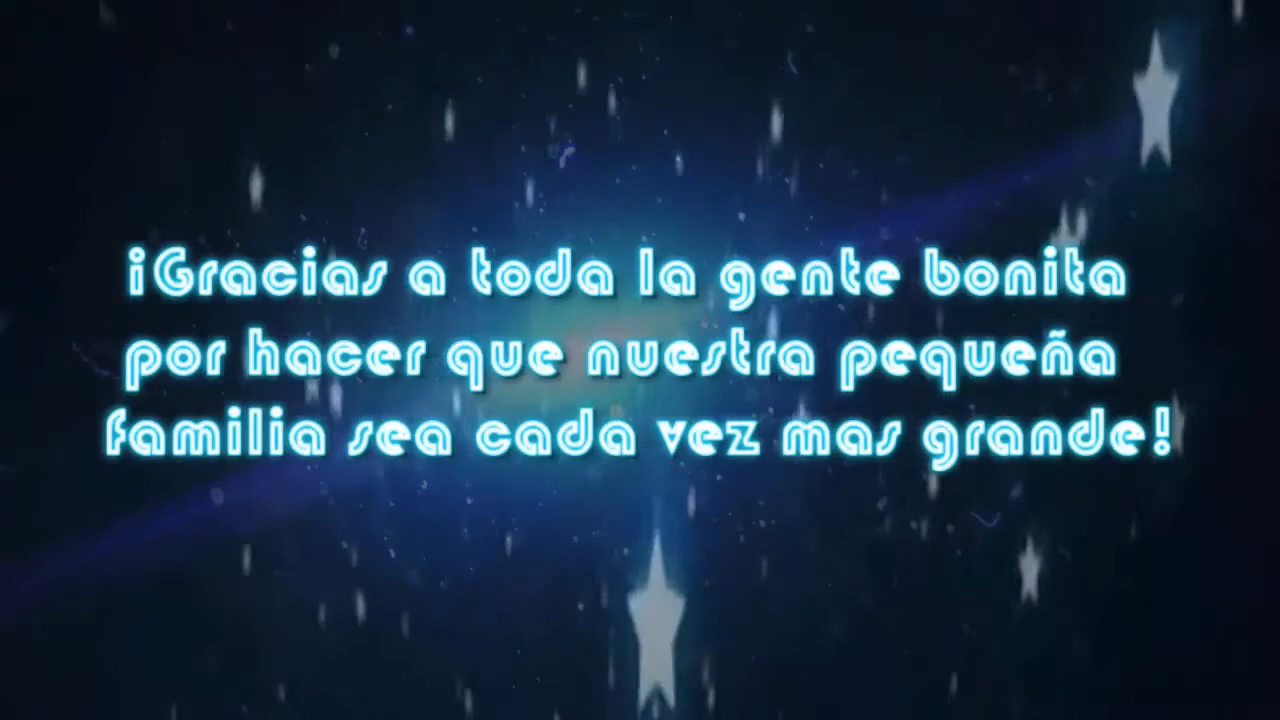 ¡Gracias a toda la gente bonita
por hacer que nuestra pequeña
familia sea cada vez mas grande!